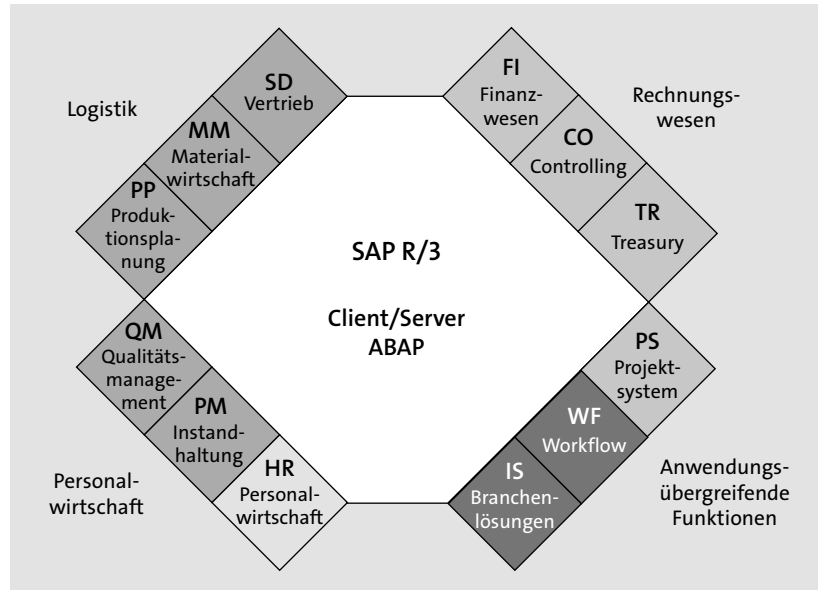 Logistik
SD
Vertrieb
MM
Material-
wirtschaft
PP
Produk-
tionspla-
nung
FI
Finanz-
wesen
CO
Controlling
TR
Treasury
Rechnungs-
wesen
SAP R/3
Client/Server
ABAP
QM
Qualitäts-
manage-
ment
PM
Instand-
haltung
HR
Personal-
wirtschaft
Personal-
wirtschaft
PS
Projekt-
system
WF
Workflow
IS
Branchen-
lösungen
Anwendungs-
übergreifende
Funktionen